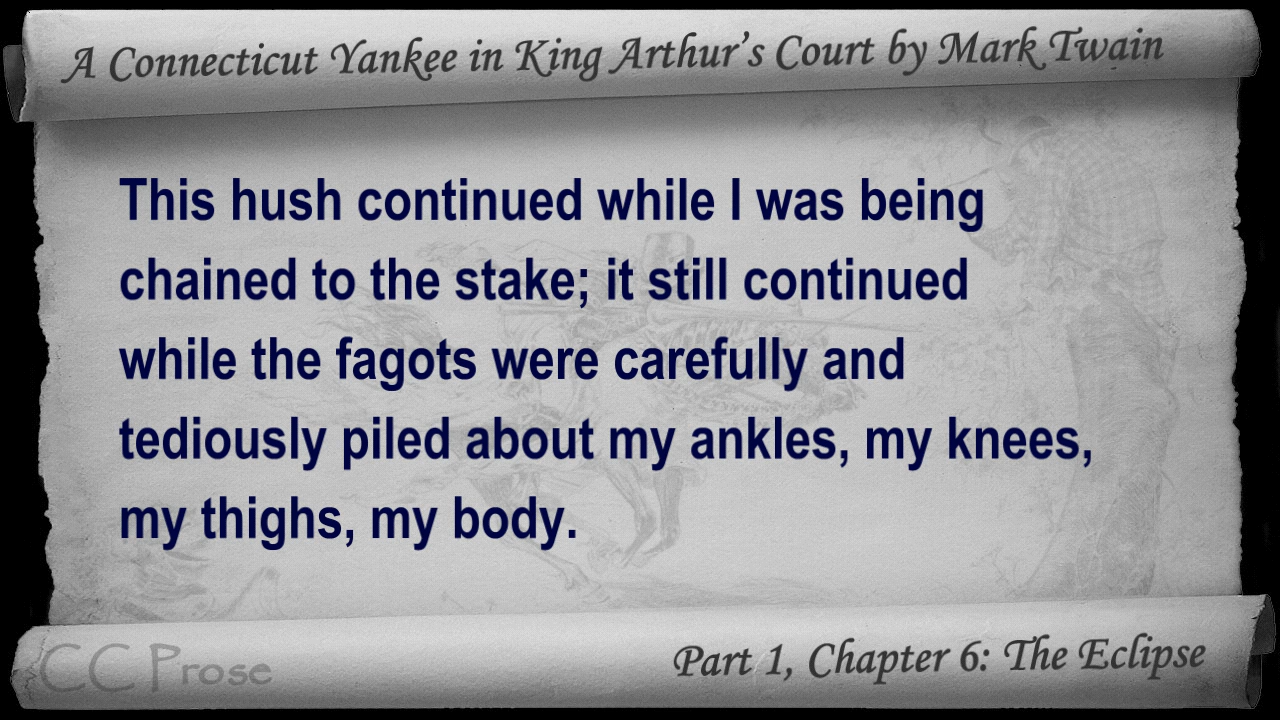 A Connecticut Yankee in King Arthur's Court by Mark Twain
This hush continued while I was being
chained to the stake; it still continued
while the fagots were carefully and
tediously piled about my ankles, my knees,
my thighs, my body.
CC Prose
Part 1, Chapter 6: The Eclipse